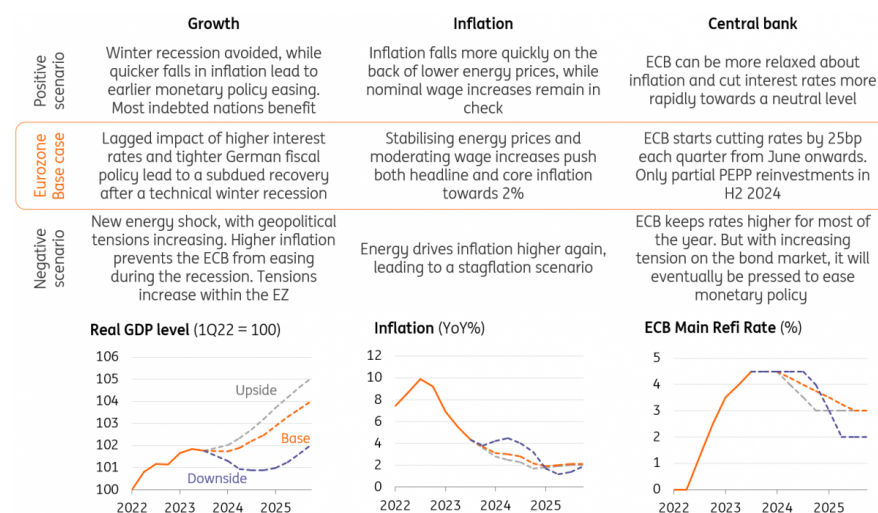 Growth
Inflation
Central bank
Positive
scenario
Winter recession avoided, while
quicker falls in inflation lead to
earlier monetary policy easing.
Most indebted nations benefit
Inflation falls more quickly on the
back of lower energy prices, while
nominal wage increases remain in
check
ECB can be more relaxed about
inflation and cut interest rates more
rapidly towards a neutral level
Eurozone
Base case
Lagged impact of higher interest
rates and tighter German fiscal
policy lead to a subdued recovery
after a technical winter recession
Stabilising energy prices and
moderating wage increases push
both headline and core inflation
towards 2%
ECB starts cutting rates by 25bp
each quarter from June onwards.
Only partial PEPP reinvestments in
H2 2024
Negative
scenario
New energy shock, with geopolitical
tensions increasing. Higher inflation
prevents the ECB from easing
during the recession. Tensions
increase within the EZ
Energy drives inflation higher again,
leading to a stagflation scenario
ECB keeps rates higher for most of
the year. But with increasing
tension on the bond market, it will
eventually be pressed to ease
monetary policy
Real GDP level (1Q22 = 100)
106
105
104
103
102
101
100
Upside
Base
Downside
2022 2023 2024 2025
Inflation (YoY%)
12
10
8
6
4
2
0
2022 2023 2024 2025
ECB Main Refi Rate (%)
5
4
3
2
1
0
2022 2023 2024 2025